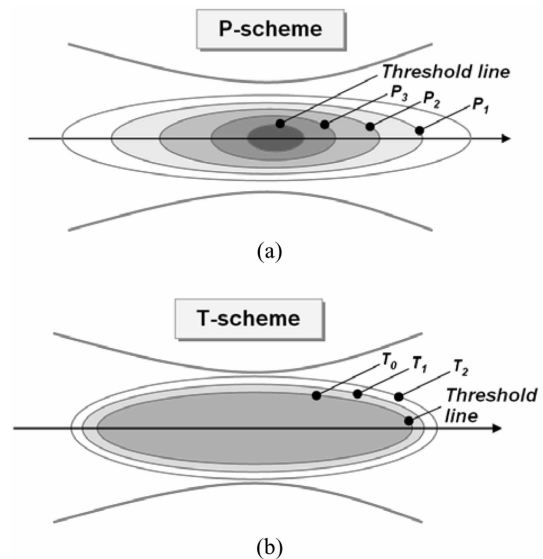 P-scheme
Threshold line
P3
P2
P1
(a)
T-scheme
T0
T1
T2
Threshold
line
(b)